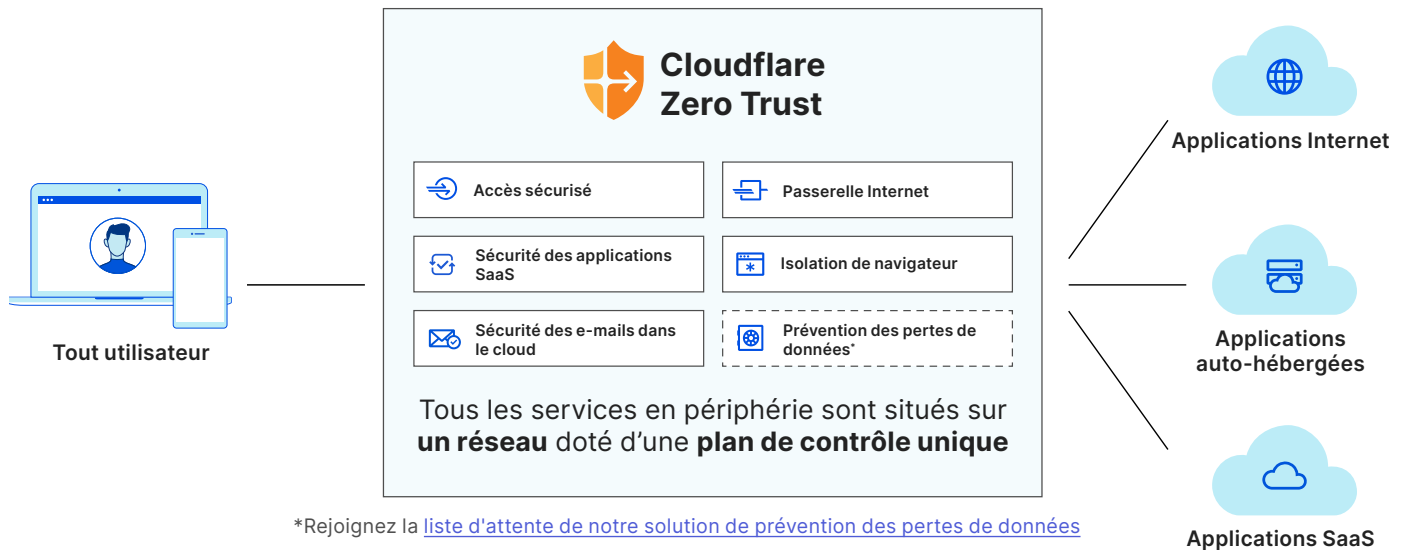 Cloudflare
Zero Trust
Tout utilisateur
Accès sécurisé
Passerelle Internet
Sécurité des applications
SaaS
Isolation de navigateur
Sécurité des e-mails dans
le cloud
Prévention des pertes de
données*
Tous les services en périphérie sont situés sur
un réseau doté d’une plan de contrôle unique
*Rejoignez la liste d'attente de notre solution de prévention des pertes de données
Applications Internet
Applications
auto-hébergées
Applications SaaS